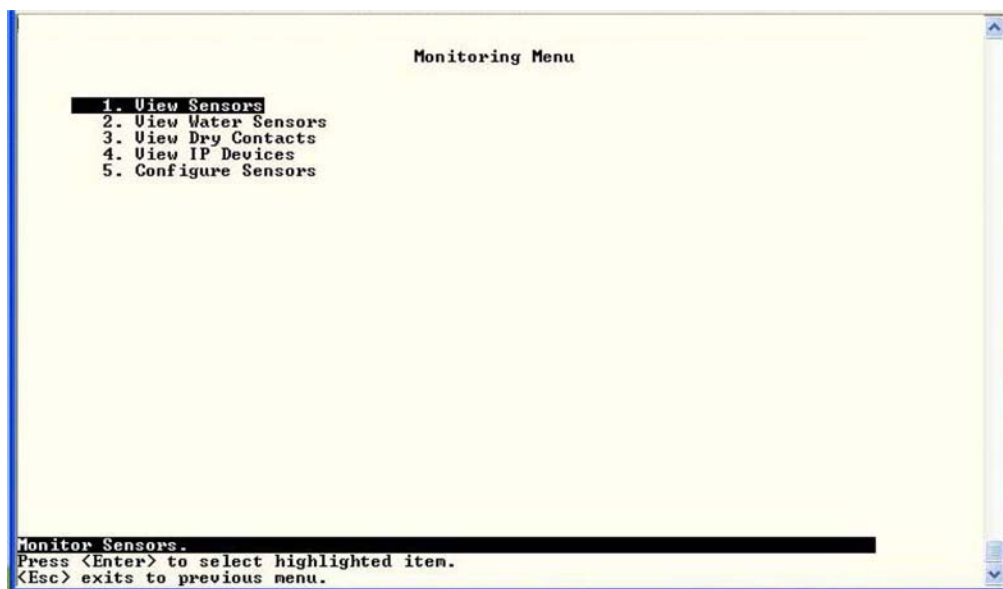 Monitoring Menu
1. View Sensors
2. View Water Sensors
3. View Dry Contacts
4. View IP Devices
5. Configure Sensors
Monitor Sensors.
Press <Enter> to select highlighted item.
<Esc> exits to previous menu.